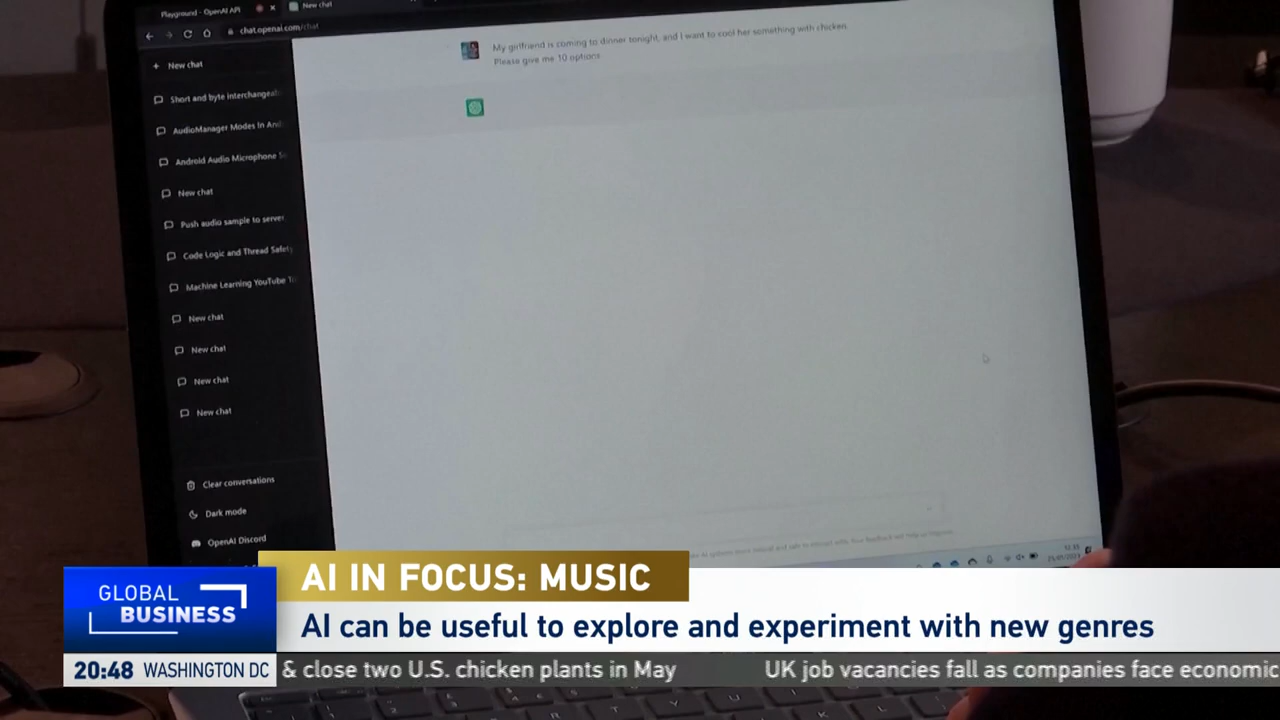 Playground - OpenAI API
New chat
chat.openai.com/chat
New chat
Short and byte interchangeab
AudioManager Modes In And
Android Audio Microphone S
New chat
Push audio sample to server
Code Logic and Thread Safety
Machine Learning YouTube T
New chat
New chat
New chat
New chat
Clear conversations
Dark mode
OpenAI Discord
My girlfriend is coming to dinner tonight, and I want to cool her something with chicken.
Please give me 10 options
AI IN FOCUS: MUSIC
GLOBAL
BUSINESS
AI can be useful to explore and experiment with new genres
20:48 WASHINGTON DC
& close two U.S. chicken plants in May UK job vacancies fall as companies face economic